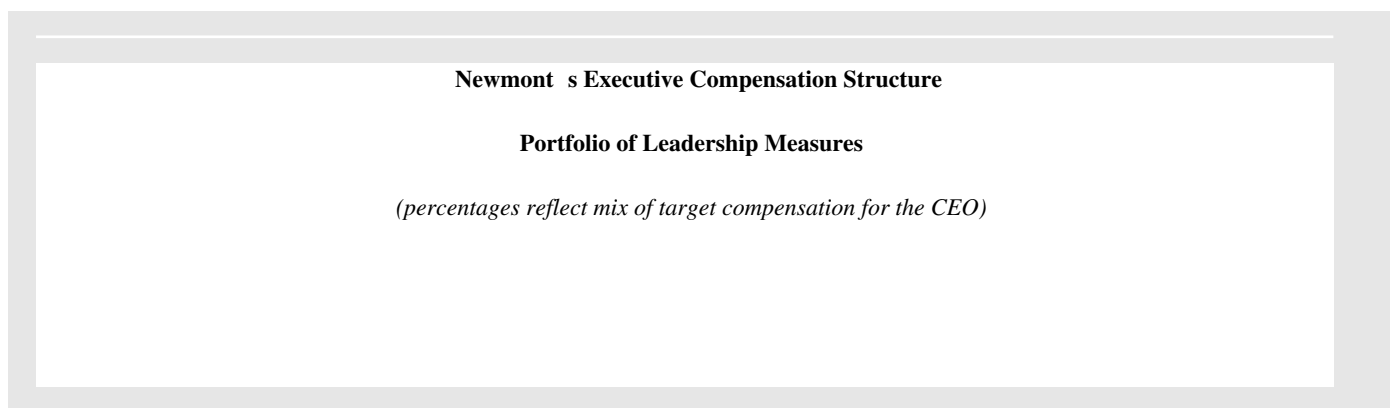 Newmont s Executive Compensation Structure
Portfolio of Leadership Measures
(percentages reflect mix of target compensation for the CEO)